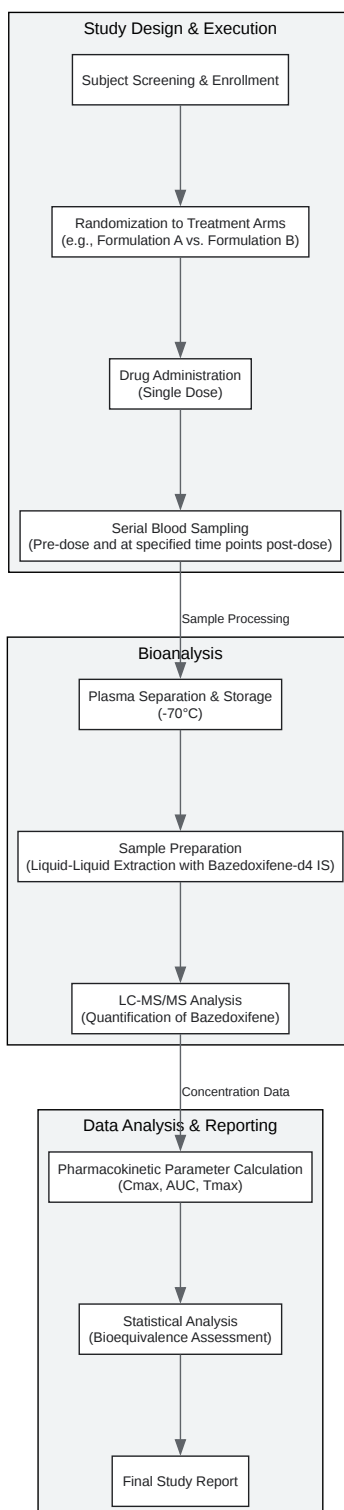 Study Design & Execution
Subject Screening & Enrollment
Randomization to Treatment Arms
(e.g., Formulation A vs. Formulation B)
Drug Administration
(Single Dose)
Serial Blood Sampling
(Pre-dose and at specified time points post-dose)
Sample Processing
Bioanalysis
Plasma Separation & Storage
(-70°C)
Sample Preparation
(Liquid-Liquid Extraction with Bazedoxifene-d4 IS)
LC-MS/MS Analysis
(Quantification of Bazedoxifene)
Concentration Data
Data Analysis & Reporting
Pharmacokinetic Parameter Calculation
(Cmax, AUC, Tmax)
Statistical Analysis
(Bioequivalence Assessment)
Final Study Report